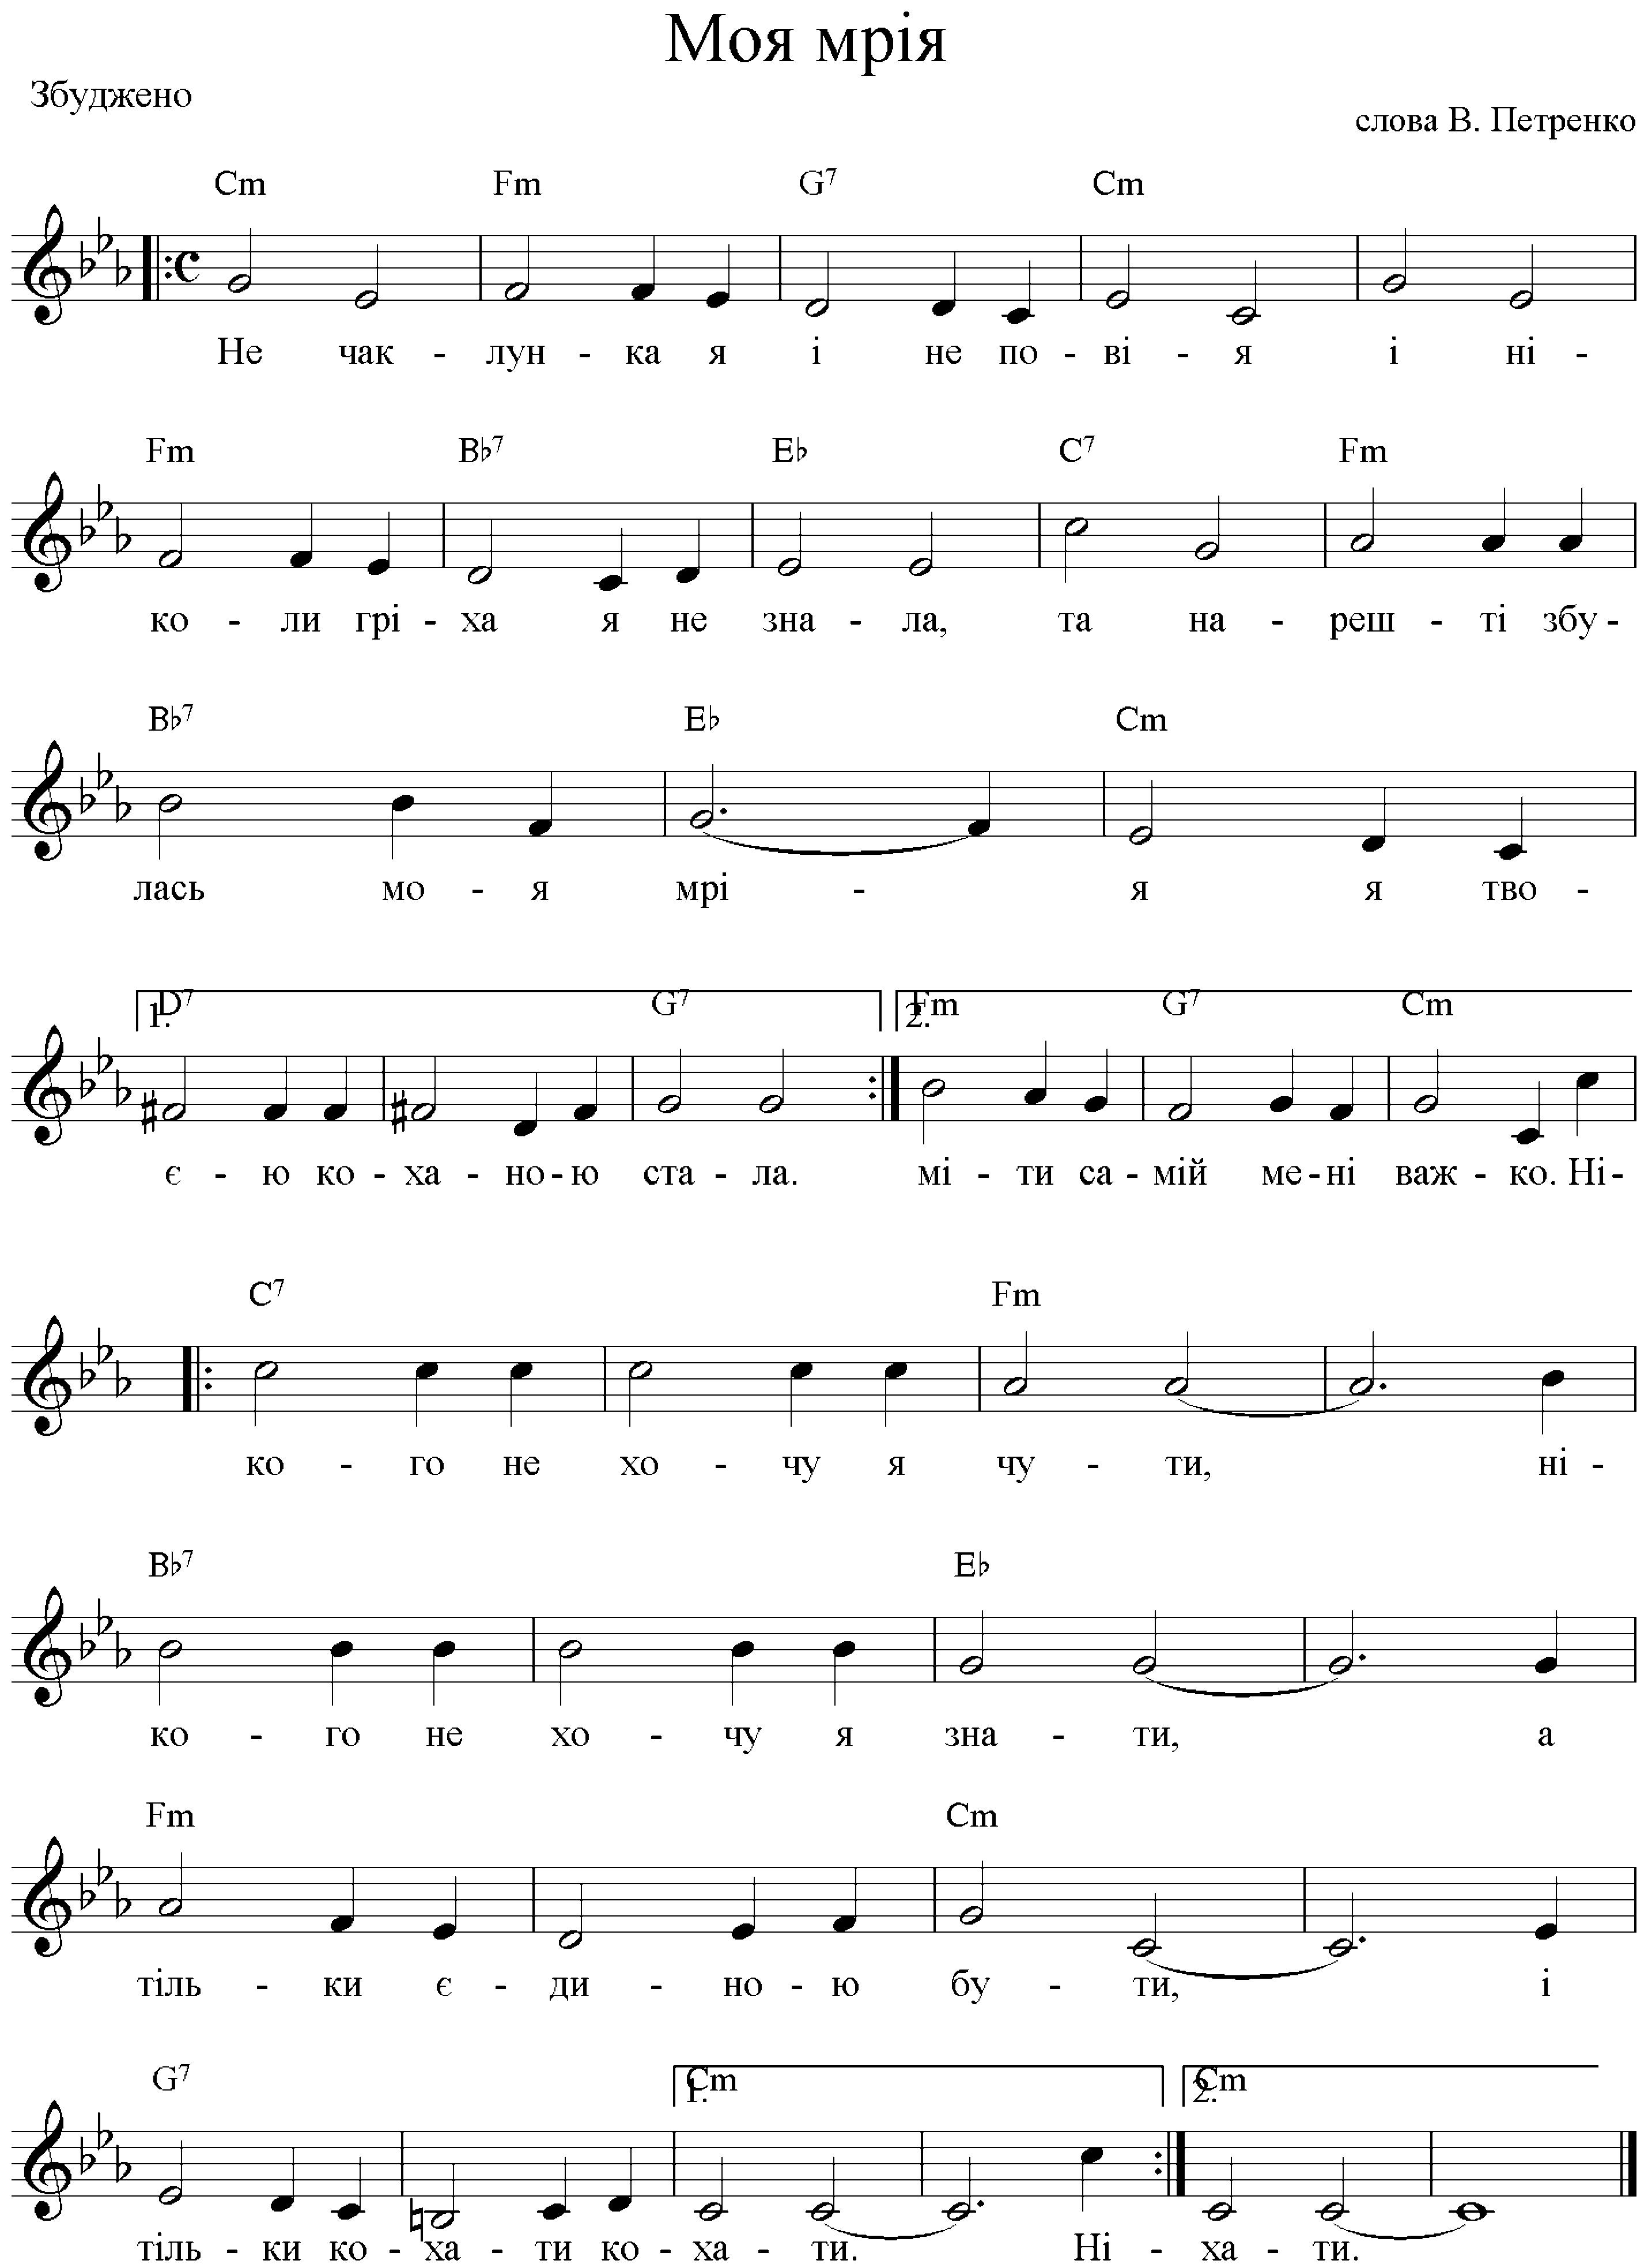 Моя мрія
Збуджено
слова В. Петренко
Cm Fm G7 Cm
Не чак - лун - ка я і не по - ві - я і ні -
Fm B♭7 E♭ C7 Fm
ко - ли грі - ха я не зна - ла, та на - реш - ті збу -
B♭7 E♭ Cm
лась мо - я мрі - я я тво -
1. D7 G7 2. Fm G7 Cm
є - ю ко - ха - но - ю ста - ла. мі - ти са - мій ме - ні важ - ко. Ні -
C7 Fm
ко - го не хо - чу я чу - ти, ні -
B♭7 E♭
ко - го не хо - чу я зна - ти, а
Fm Cm
тіль - ки є - ди - но - ю бу - ти, і
G7 1. Cm 2. Cm
тіль - ки ко - ха - ти ко - ха - ти. Ні - ха - ти.